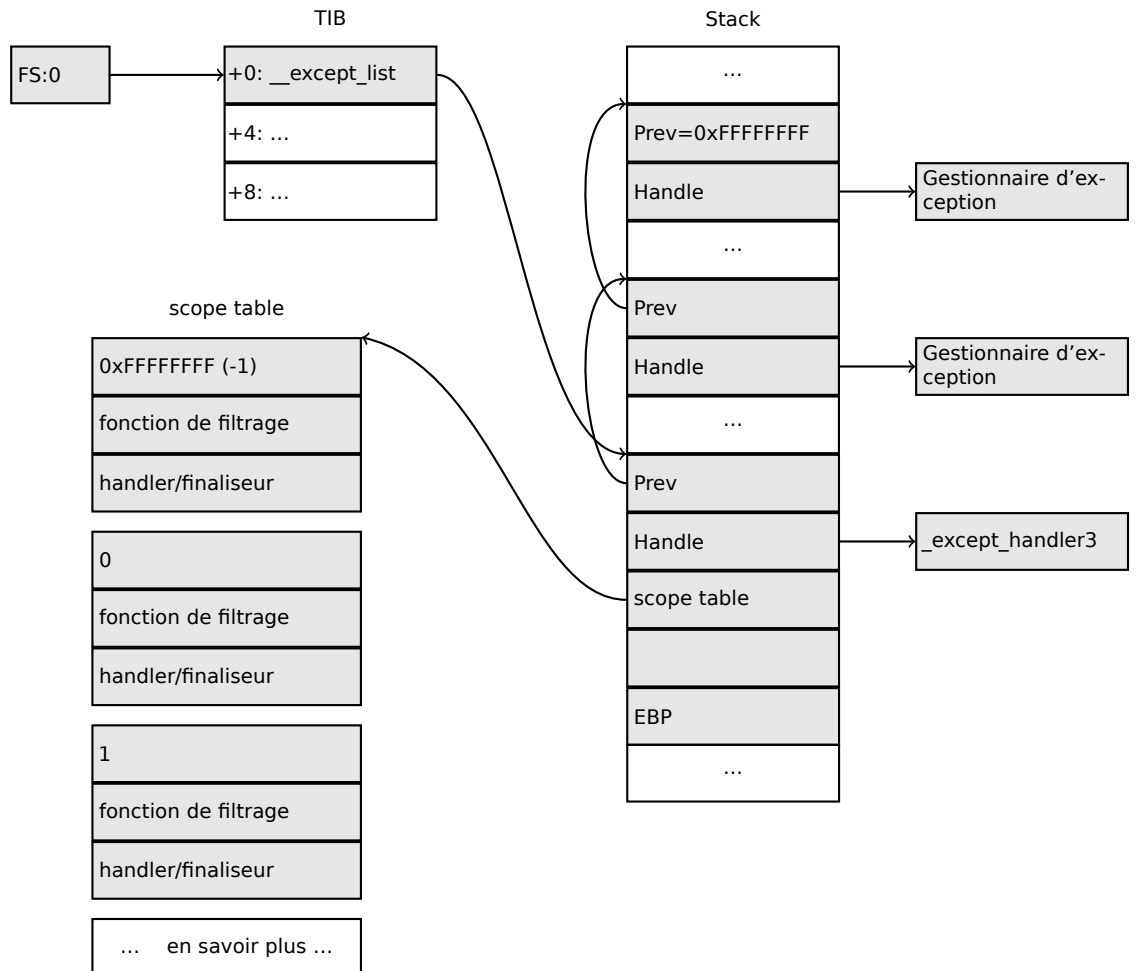 TIB
Stack
FS:0
+0: __except_list
+4: …
+8: …
…
Prev=0xFFFFFFFF
Handle
Gestionnaire d’ex-
ception
…
Prev
Handle
Gestionnaire d’ex-
ception
…
Prev
Handle
_except_handler3
scope table
EBP
…
scope table
0xFFFFFFFF (-1)
fonction de filtrage
handler/finaliseur
0
fonction de filtrage
handler/finaliseur
1
fonction de filtrage
handler/finaliseur
… en savoir plus …